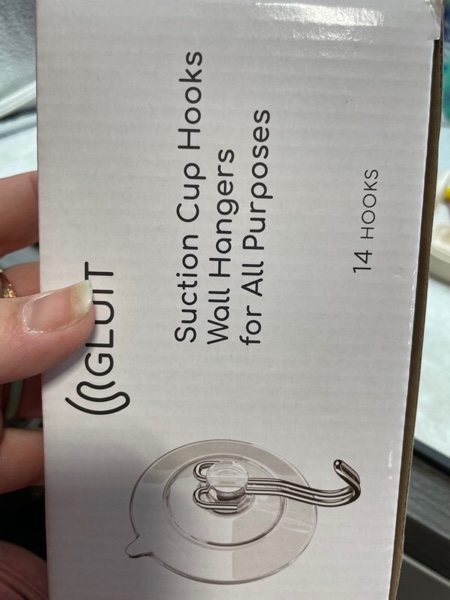 GLUIT
Suction Cup Hooks
Wall Hangers
for All Purposes
14 HOOKS